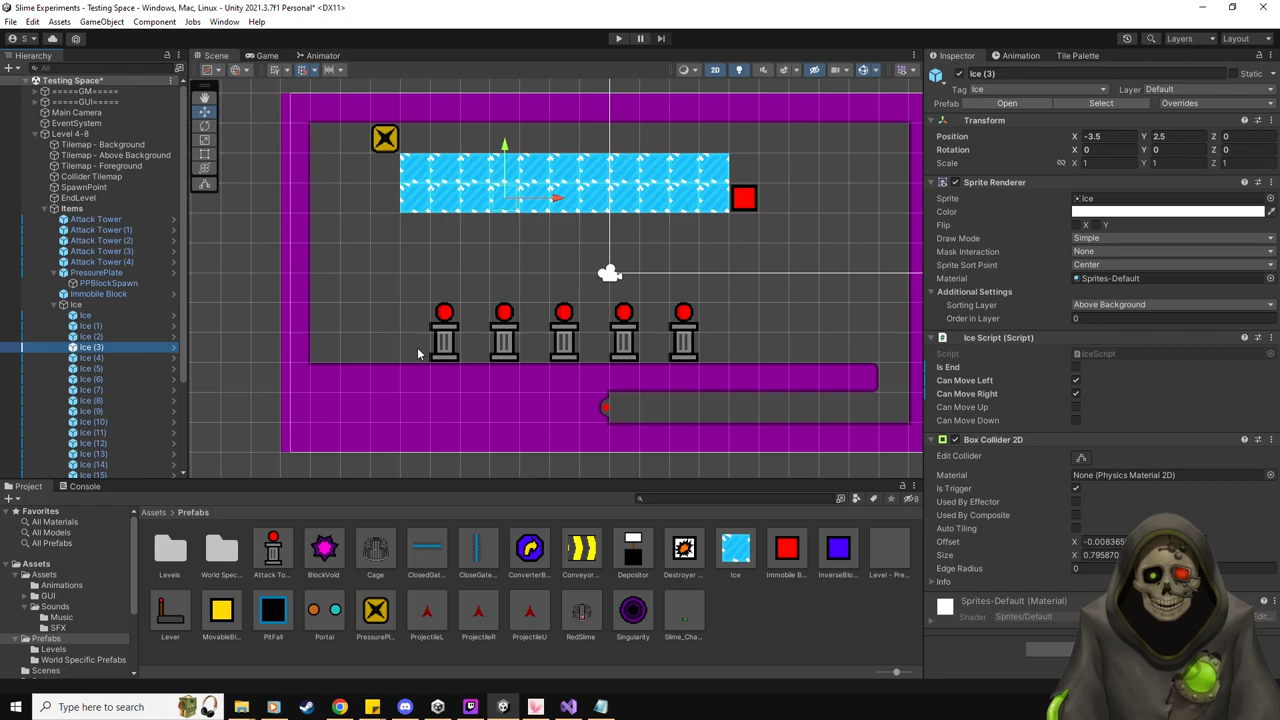 Slime Experiments - Testing Space - Windows, Mac, Linux - Unity 2021.3.7f1 Personal* <DX11>
File Edit Assets GameObject Component Jobs Window Help
S
Layers
Layout
Hierarchy
All
Testing Space*
=====GM=====
=====GUI=====
Main Camera
EventSystem
Level 4-8
Tilemap - Background
Tilemap - Above Background
Tilemap - Foreground
Collider Tilemap
SpawnPoint
EndLevel
Items
Attack Tower
Attack Tower (1)
Attack Tower (2)
Attack Tower (3)
Attack Tower (4)
PressurePlate
PPBlockSpawn
Immobile Block
Ice
Ice
Ice (1)
Ice (2)
Ice (3)
Ice (4)
Ice (5)
Ice (6)
Ice (7)
Ice (8)
Ice (9)
Ice (10)
Ice (11)
Ice (12)
Ice (13)
Ice (14)
Ice (15)
Scene Game Animator
2D
Inspector Animation Tile Palette
Ice (3) Static
Tag Ice Layer Default
Prefab Open Select Overrides
Transform
Position X -3.5 Y 2.5 Z 0
Rotation X 0 Y 0 Z 0
Scale X 1 Y 1 Z 1
Sprite Renderer
Sprite Ice
Color
Flip X Y
Draw Mode Simple
Mask Interaction None
Sprite Sort Point Center
Material Sprites-Default
Additional Settings
Sorting Layer Above Background
Order in Layer 0
Ice Script (Script)
Script IceScript
Is End
Can Move Left
Can Move Right
Can Move Up
Can Move Down
Box Collider 2D
Edit Collider
Material None (Physics Material 2D)
Is Trigger
Used By Effector
Used By Composite
Auto Tiling
Offset X -0.008365
Size X 0.795870
Edge Radius 0
Info
Sprites-Default (Material)
Shader Sprites/Default
Project Console
8
Favorites
All Materials
All Models
All Prefabs
Assets
Assets
Animations
GUI
Sounds
Music
SFX
Prefabs
Levels
World Specific Prefabs
Scenes
Assets > Prefabs
Levels World Spec... Attack To... BlockVoid Cage ClosedGat... CloseGate... ConverterB... Conveyor... Depositor Destroyer ... Ice Immobile B... InverseBlo... Level - Pre...
Lever MovableBl... PitFall Portal PressurePl... ProjectileL ProjectileR ProjectileU RedSlime Singularity Slime_Cha...
Type here to search